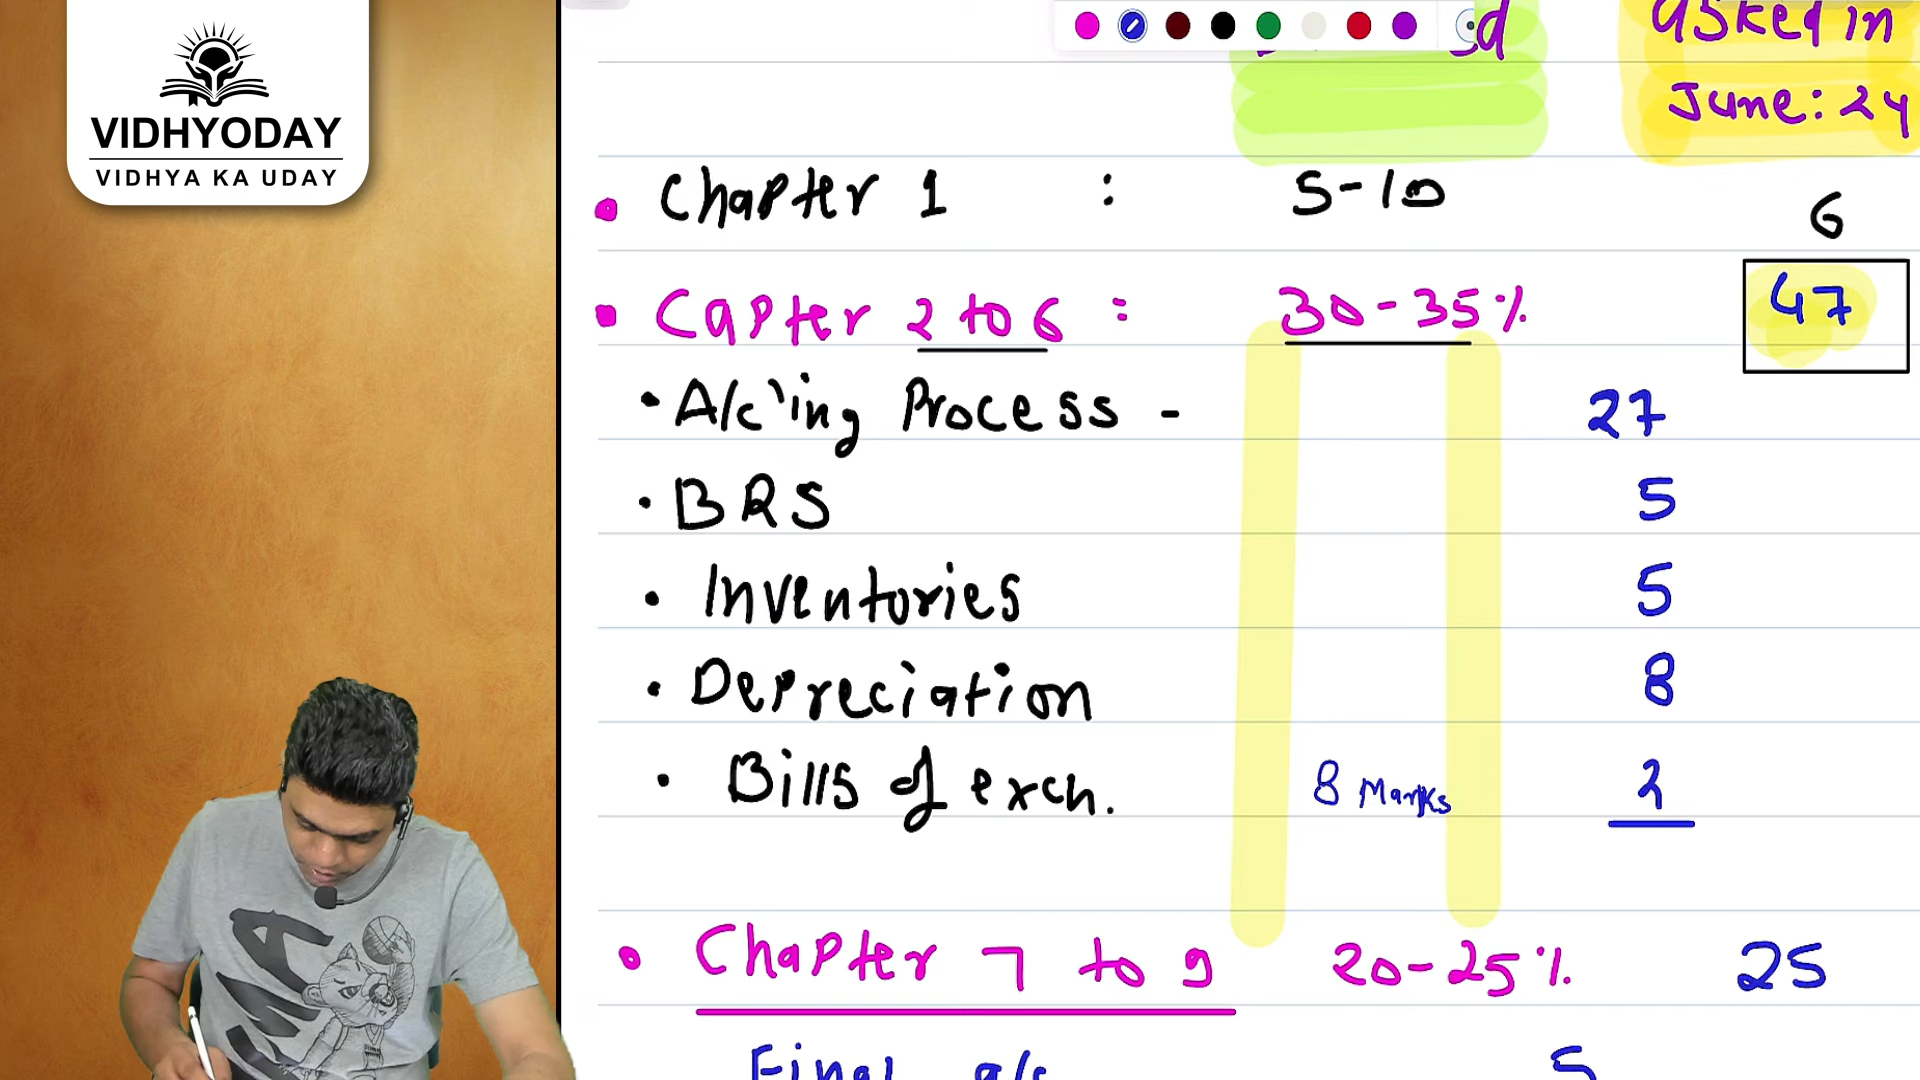 VIDHYODAY
VIDHYA KA UDAY
asked in
June: 24
• Chapter 1 : 5-10 6
• Capter 2 to 6 : 30-35% 47
• A/c'ing Process - 27
• BRS 5
• Inventories 5
• Depreciation 8
• Bills of exch. 8 Marks 2
• Chapter 7 to 9 20-25% 25
Final a/c 5